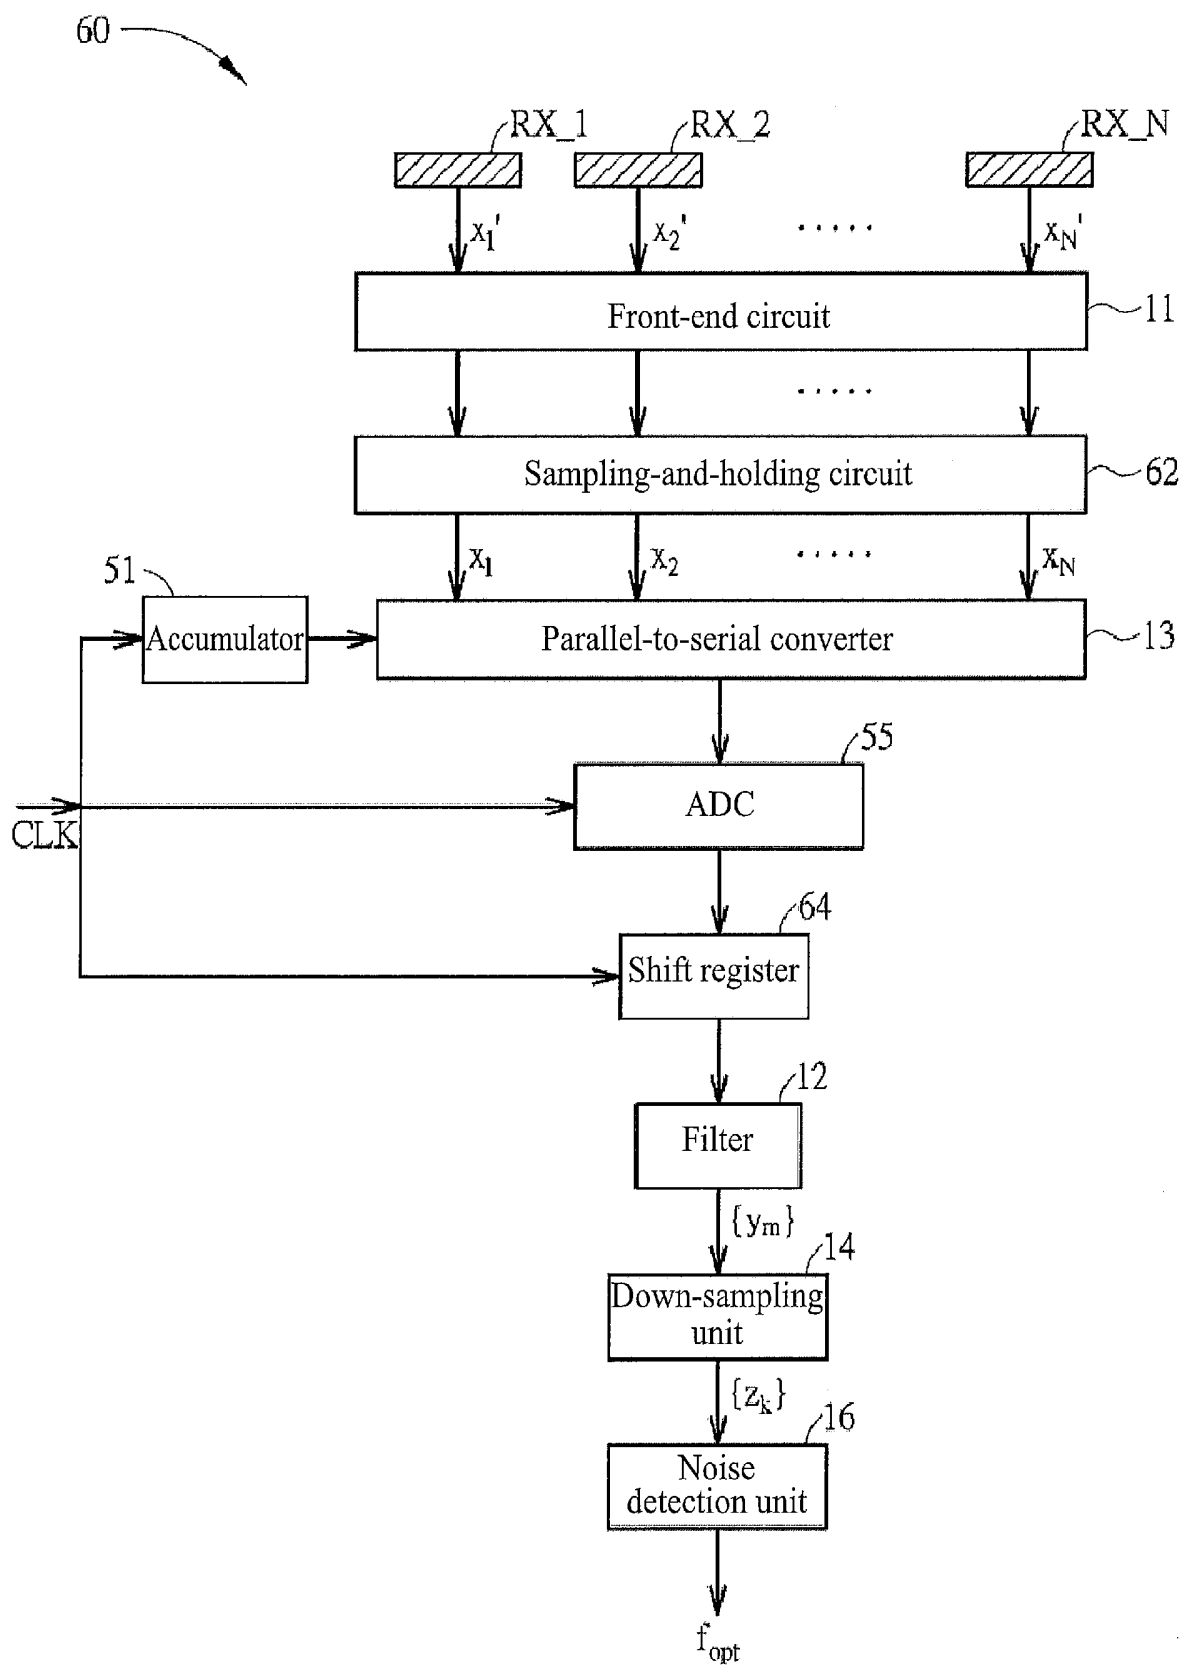 60
RX_1
RX_2
RX_N
x1'
x2'
.....
xN'
Front-end circuit
11
.....
Sampling-and-holding circuit
62
x1
x2
.....
xN
51
Accumulator
Parallel-to-serial converter
13
55
ADC
CLK
64
Shift register
12
Filter
{ym}
14
Down-sampling
unit
{zk}
16
Noise
detection unit
fopt